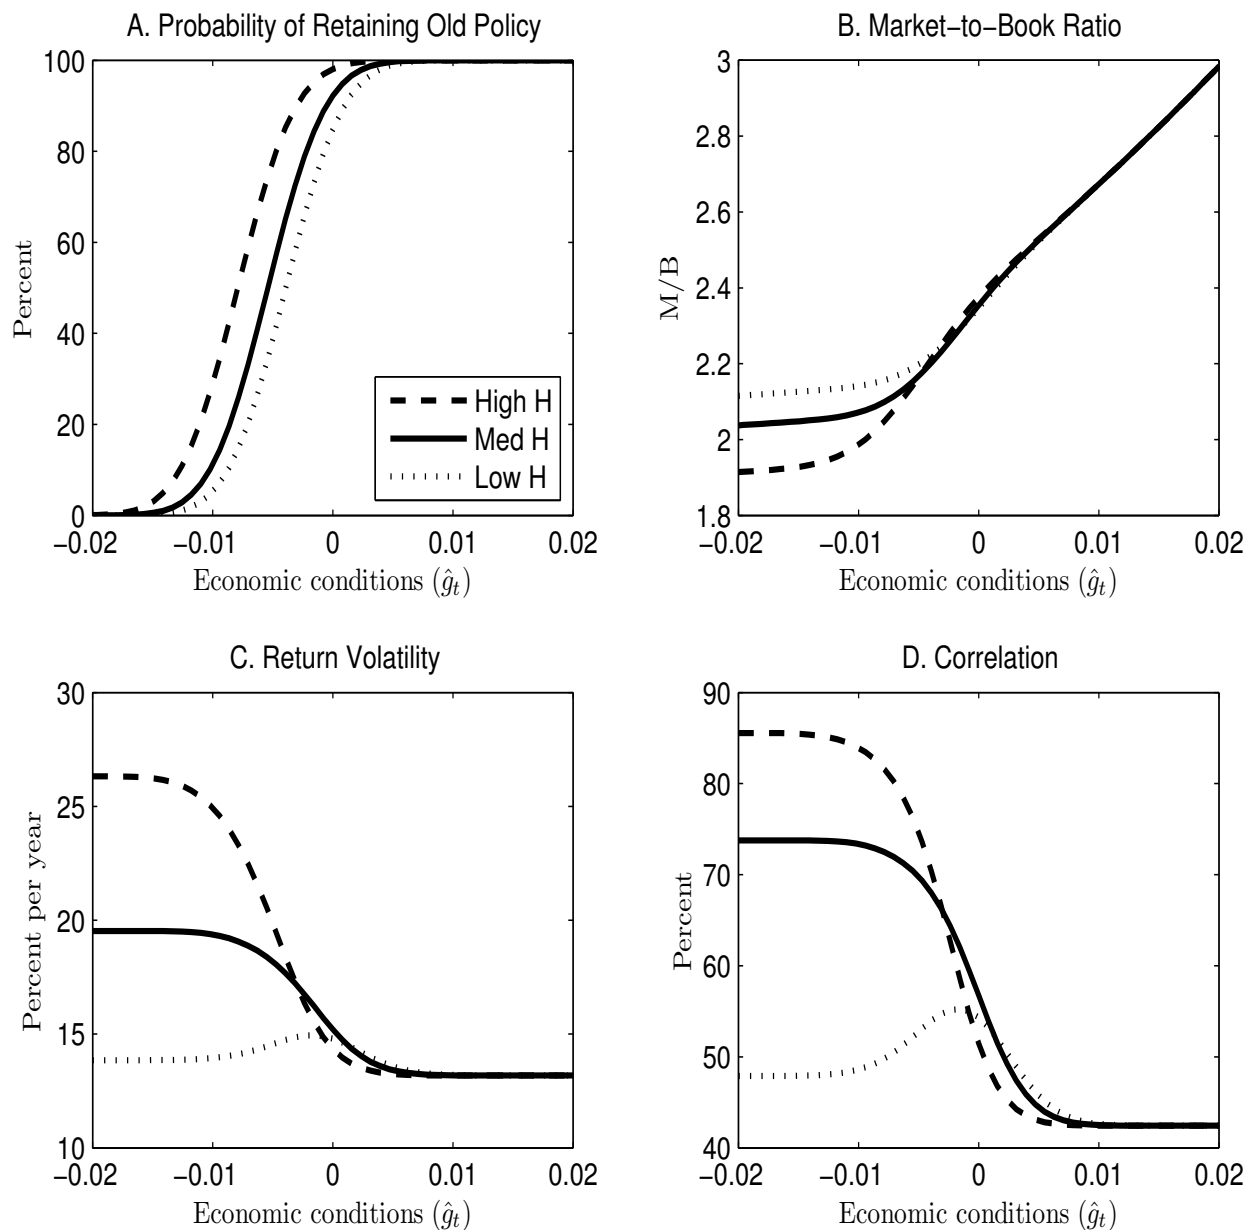 A. Probability of Retaining Old Policy
100
80
60
40
20
0
Percent
High H
Med H
Low H
−0.02 −0.01 0 0.01 0.02
Economic conditions (ĝₜ)
B. Market−to−Book Ratio
3
2.8
2.6
2.4
2.2
2
1.8
M/B
−0.02 −0.01 0 0.01 0.02
Economic conditions (ĝₜ)
C. Return Volatility
30
25
20
15
10
Percent per year
−0.02 −0.01 0 0.01 0.02
Economic conditions (ĝₜ)
D. Correlation
90
80
70
60
50
40
Percent
−0.02 −0.01 0 0.01 0.02
Economic conditions (ĝₜ)